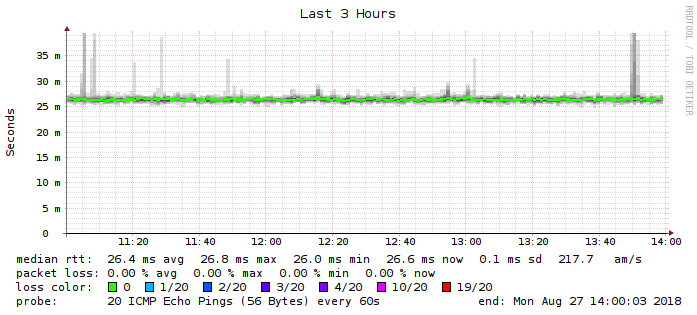 Last 3 Hours
RRDTOOL / TOBI OETIKER
Seconds
35 m
30 m
25 m
20 m
15 m
10 m
5 m
0
11:20 11:40 12:00 12:20 12:40 13:00 13:20 13:40 14:00
median rtt: 26.4 ms avg 26.8 ms max 26.0 ms min 26.6 ms now 0.1 ms sd 217.7 am/s
packet loss: 0.00 % avg 0.00 % max 0.00 % min 0.00 % now
loss color: 0 1/20 2/20 3/20 4/20 10/20 19/20
probe: 20 ICMP Echo Pings (56 Bytes) every 60s end: Mon Aug 27 14:00:03 2018